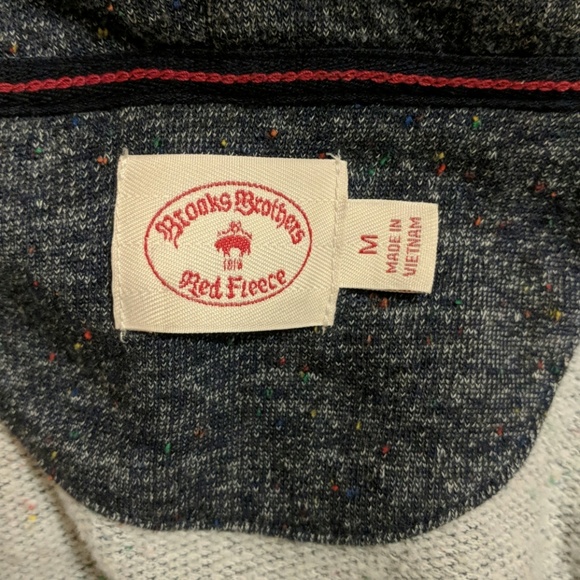 Brooks Brothers
1818
Red Fleece
M
MADE IN
VIETNAM